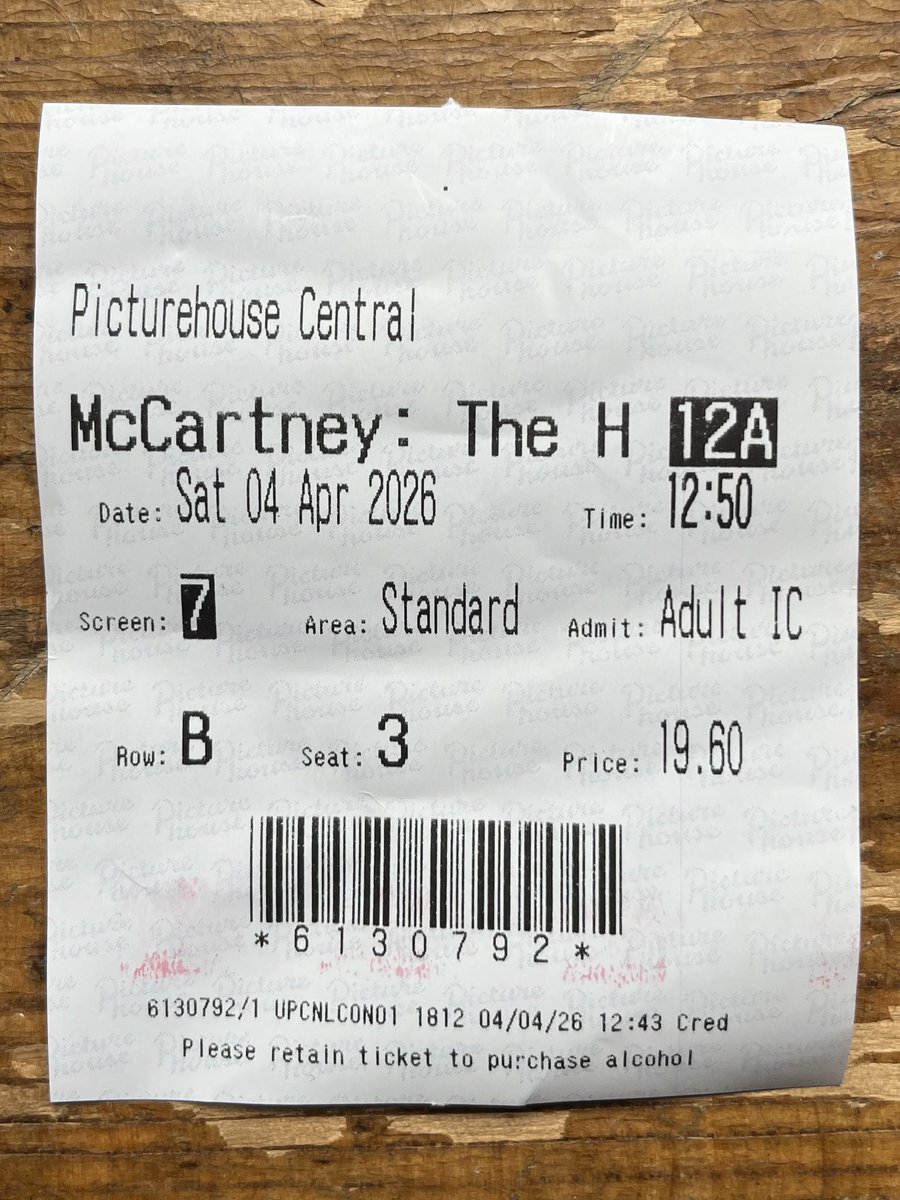 Picturehouse Central
McCartney: The H 12A
Date: Sat 04 Apr 2026 Time: 12:50
Screen: 7 Area: Standard Admit: Adult IC
Row: B Seat: 3 Price: 19.60
*6130792*
6130792/1 UPCNLCON01 1812 04/04/26 12:43 Cred
Please retain ticket to purchase alcohol